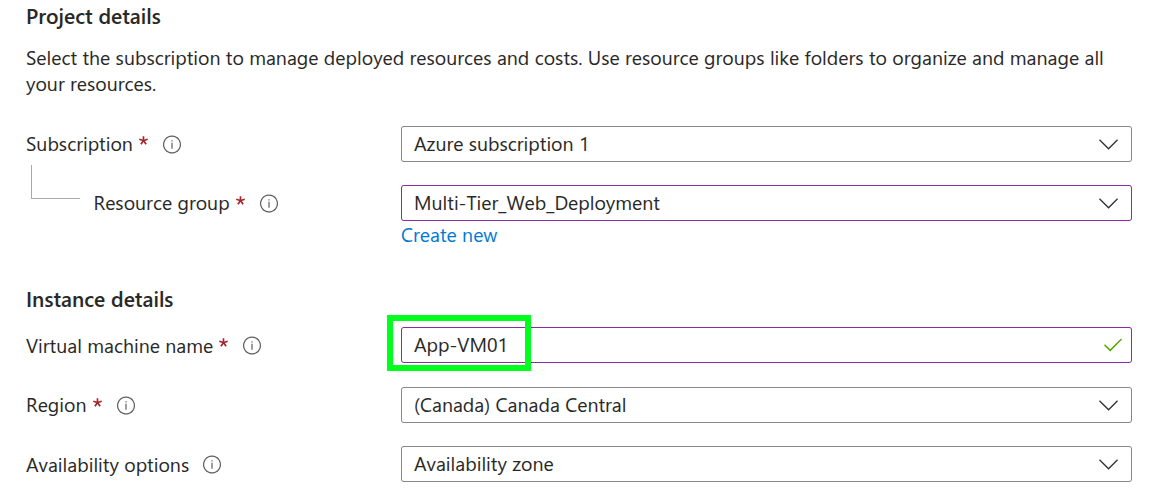 Project details
Select the subscription to manage deployed resources and costs. Use resource groups like folders to organize and manage all
your resources.
Subscription *
Azure subscription 1
Resource group *
Multi-Tier_Web_Deployment
Create new
Instance details
Virtual machine name *
App-VM01
Region *
(Canada) Canada Central
Availability options
Availability zone